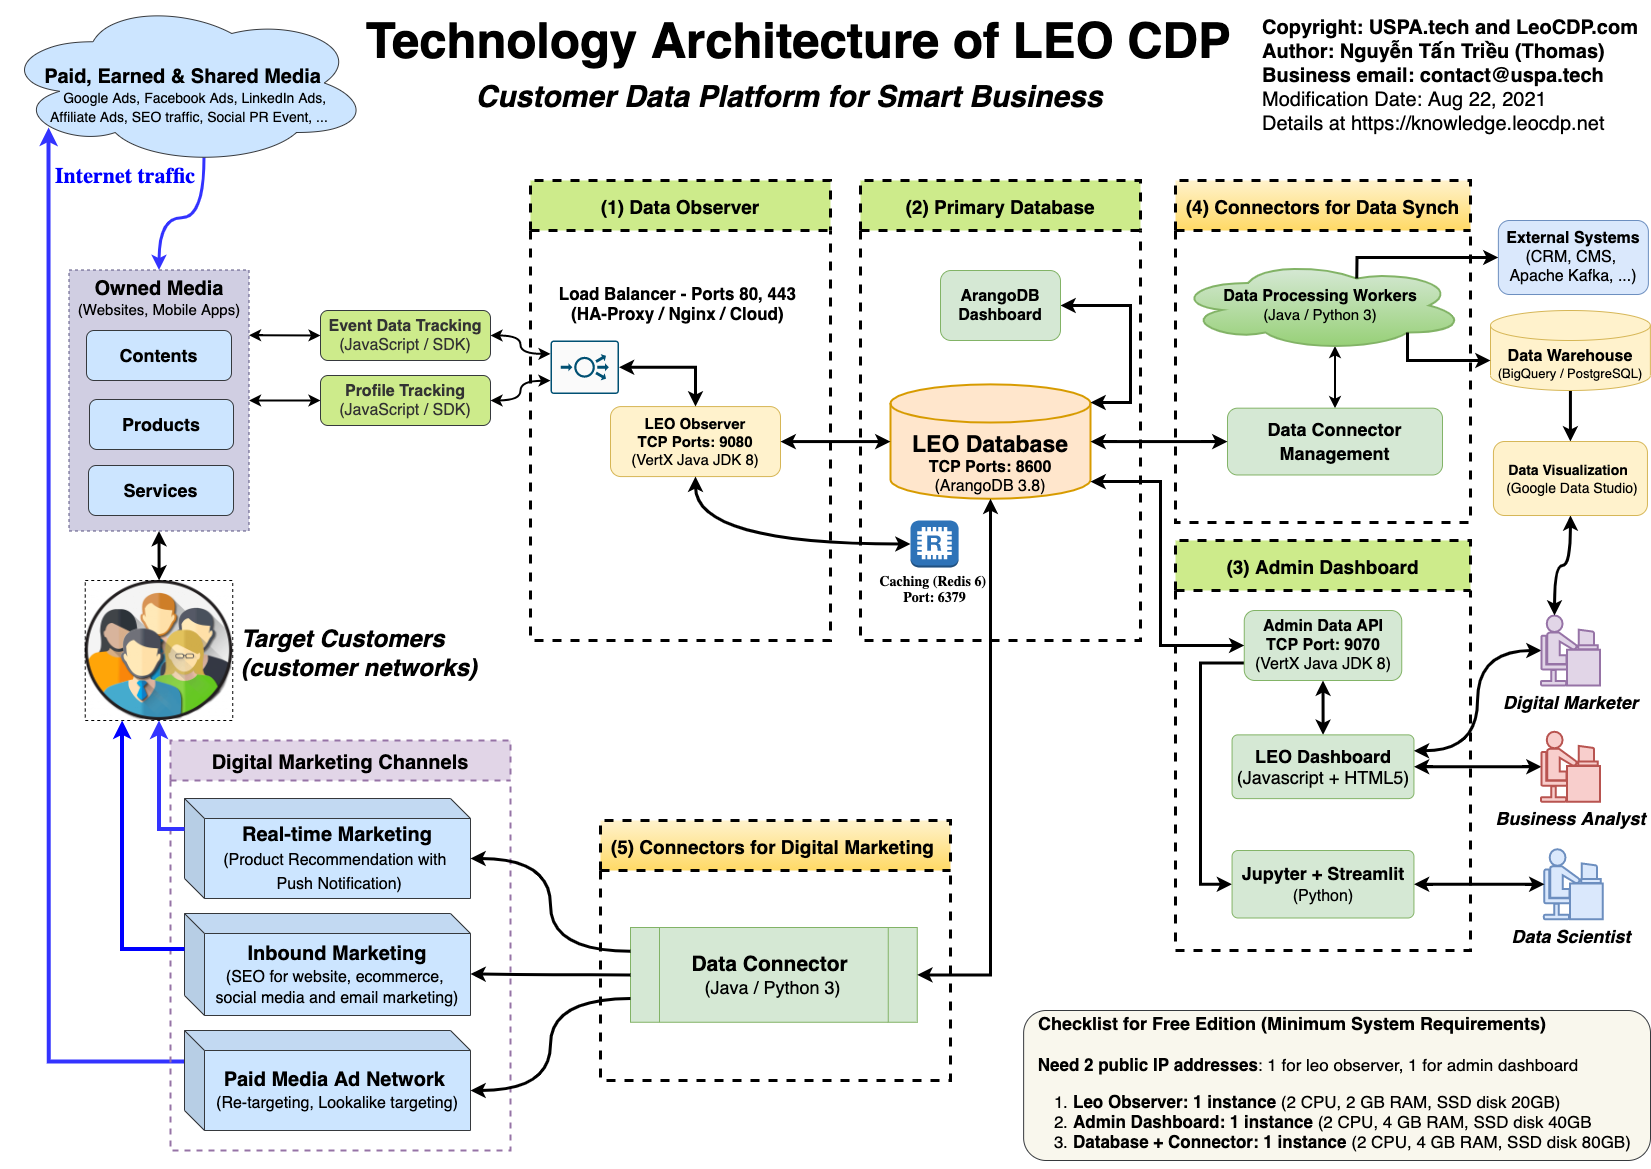 Technology Architecture of LEO CDP
Customer Data Platform for Smart Business
Copyright: USPA.tech and LeoCDP.com
Author: Nguyễn Tấn Triều (Thomas)
Business email: contact@uspa.tech
Modification Date: Aug 22, 2021
Details at https://knowledge.leocdp.net
Paid, Earned & Shared Media
Google Ads, Facebook Ads, LinkedIn Ads,
Affiliate Ads, SEO traffic, Social PR Event, ...
Internet traffic
Owned Media
(Websites, Mobile Apps)
Contents
Products
Services
Event Data Tracking
(JavaScript / SDK)
Profile Tracking
(JavaScript / SDK)
Target Customers
(customer networks)
(1) Data Observer
Load Balancer - Ports 80, 443
(HA-Proxy / Nginx / Cloud)
LEO Observer
TCP Ports: 9080
(VertX Java JDK 8)
(2) Primary Database
ArangoDB
Dashboard
LEO Database
TCP Ports: 8600
(ArangoDB 3.8)
R
Caching (Redis 6)
Port: 6379
(4) Connectors for Data Synch
Data Processing Workers
(Java / Python 3)
Data Connector
Management
External Systems
(CRM, CMS,
Apache Kafka, ...)
Data Warehouse
(BigQuery / PostgreSQL)
Data Visualization
(Google Data Studio)
(3) Admin Dashboard
Admin Data API
TCP Port: 9070
(VertX Java JDK 8)
LEO Dashboard
(Javascript + HTML5)
Jupyter + Streamlit
(Python)
Digital Marketer
Business Analyst
Data Scientist
Digital Marketing Channels
Real-time Marketing
(Product Recommendation with
Push Notification)
Inbound Marketing
(SEO for website, ecommerce,
social media and email marketing)
Paid Media Ad Network
(Re-targeting, Lookalike targeting)
(5) Connectors for Digital Marketing
Data Connector
(Java / Python 3)
Checklist for Free Edition (Minimum System Requirements)
Need 2 public IP addresses: 1 for leo observer, 1 for admin dashboard
1. Leo Observer: 1 instance (2 CPU, 2 GB RAM, SSD disk 20GB)
2. Admin Dashboard: 1 instance (2 CPU, 4 GB RAM, SSD disk 40GB
3. Database + Connector: 1 instance (2 CPU, 4 GB RAM, SSD disk 80GB)